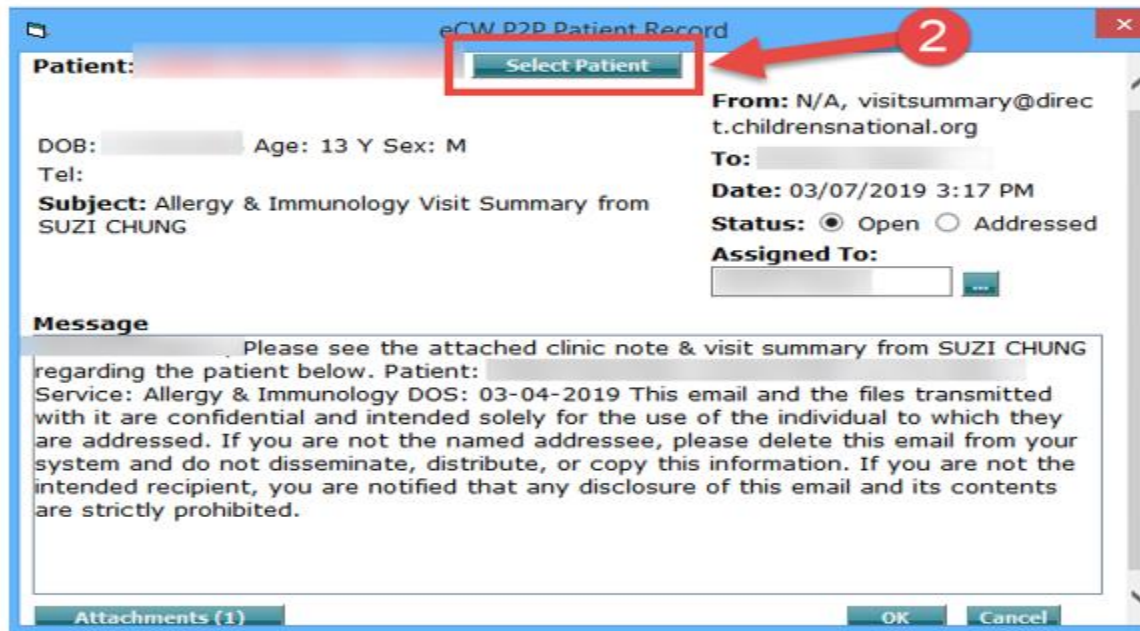 eCW P2P Patient Record
2
Patient:
Select Patient
From: N/A, visitsummary@direc
t.childrensnational.org
DOB: Age: 13 Y Sex: M
To:
Tel:
Date: 03/07/2019 3:17 PM
Subject: Allergy & Immunology Visit Summary from
SUZI CHUNG
Status: Open Addressed
Assigned To:
...
Message
, Please see the attached clinic note & visit summary from SUZI CHUNG
regarding the patient below. Patient:
Service: Allergy & Immunology DOS: 03-04-2019 This email and the files transmitted
with it are confidential and intended solely for the use of the individual to which they
are addressed. If you are not the named addressee, please delete this email from your
system and do not disseminate, distribute, or copy this information. If you are not the
intended recipient, you are notified that any disclosure of this email and its contents
are strictly prohibited.
Attachments (1)
OK
Cancel